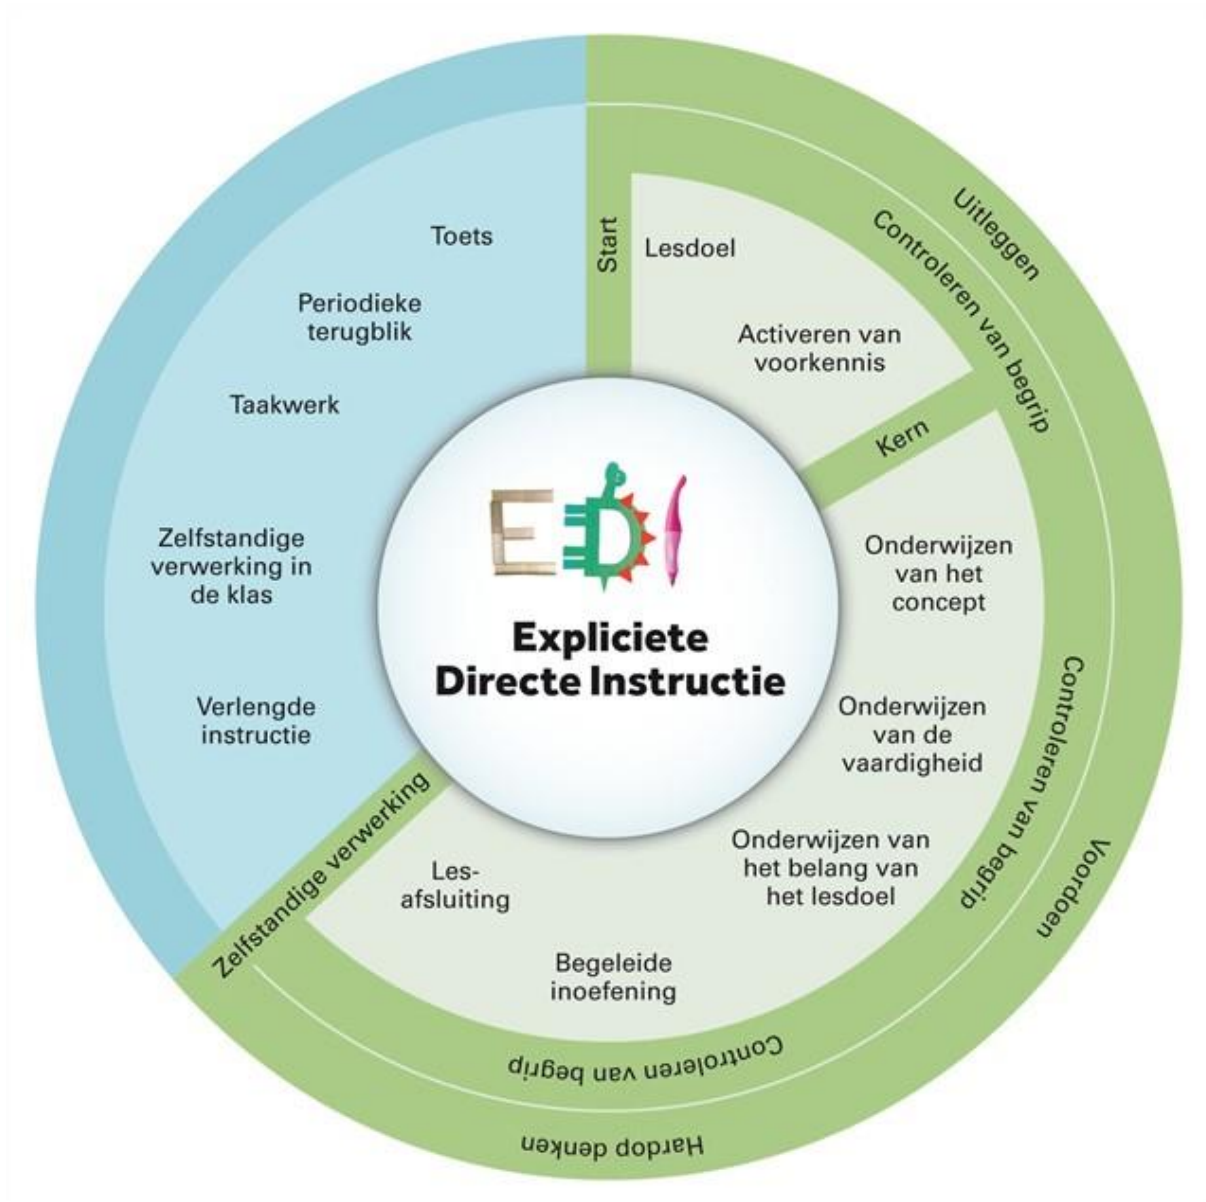 EDI
Expliciete
Directe Instructie
Start
Lesdoel
Activeren van
voorkennis
Kern
Onderwijzen
van het
concept
Onderwijzen
van de
vaardigheid
Onderwijzen van
het belang van
het lesdoel
Begeleide
inoefening
Les-
afsluiting
Zelfstandige verwerking
Verlengde
instructie
Zelfstandige
verwerking in
de klas
Taakwerk
Periodieke
terugblik
Toets
Controleren van begrip
Controleren van begrip
Controleren van begrip
Uitleggen
Voordoen
Hardop denken